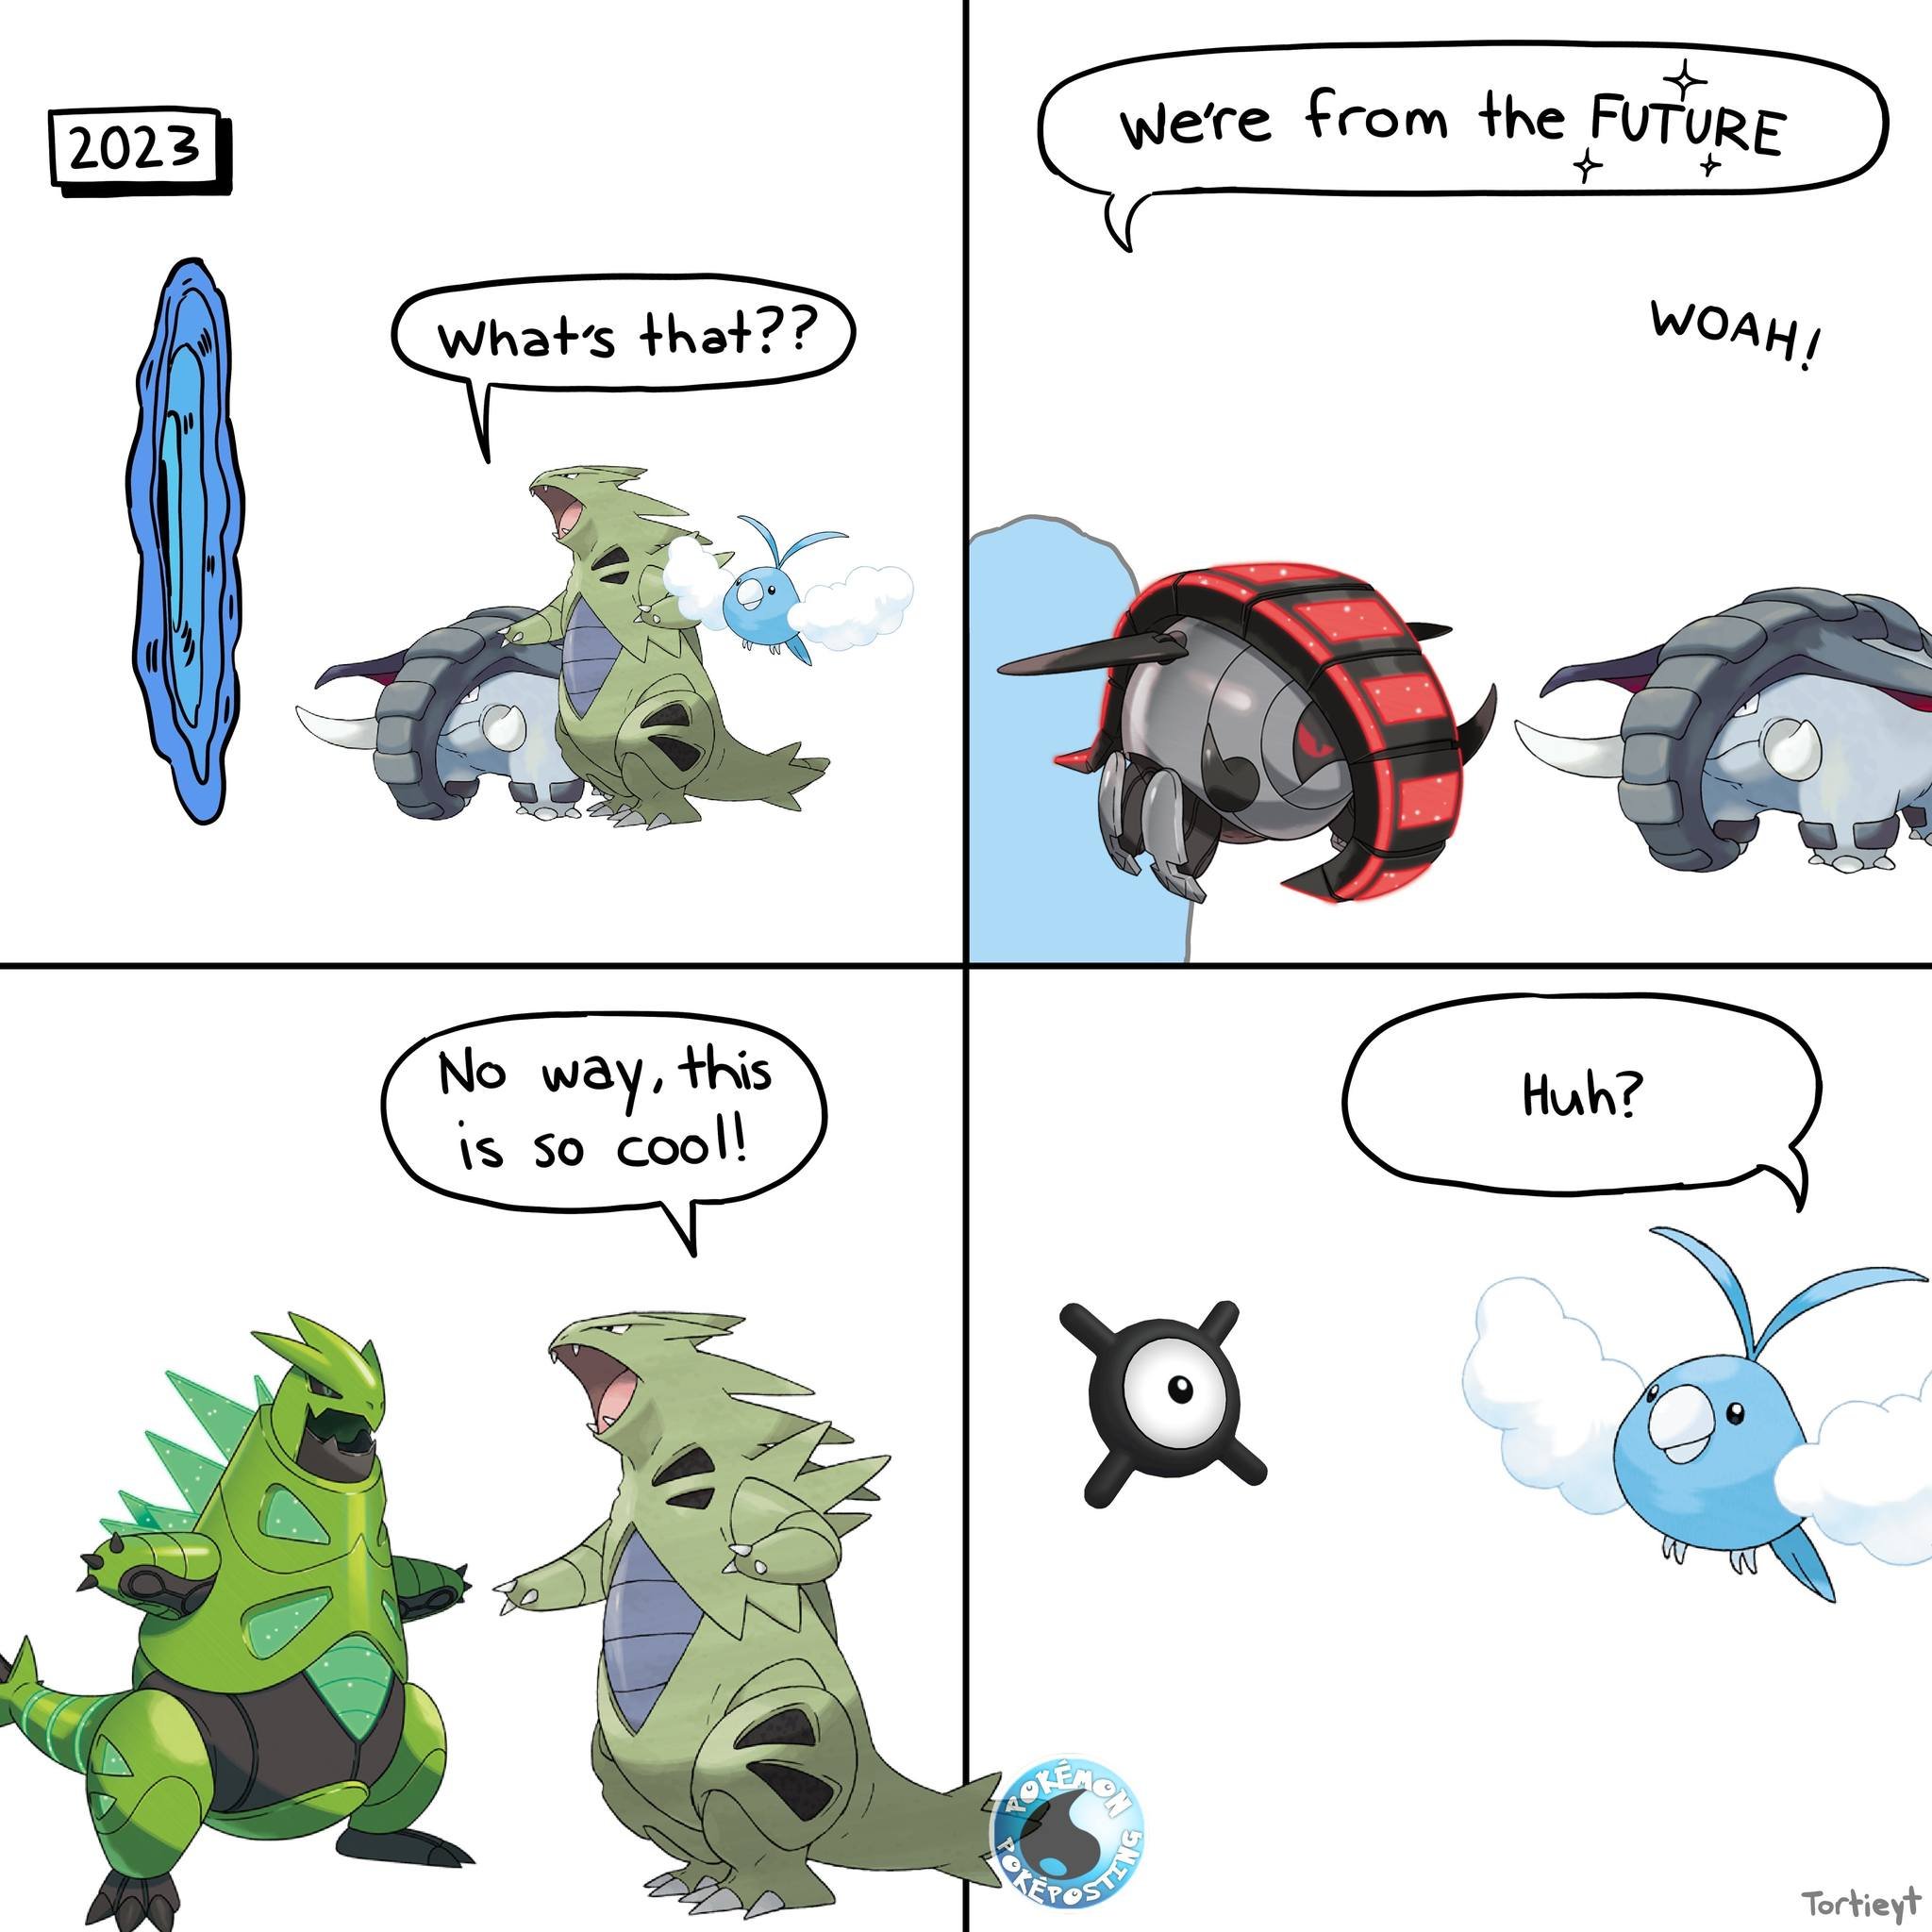 2023
What's that??
We're from the FUTURE
WOAH!
No way, this
is so cool!
Huh?
POKÉMON
POKÉPOSTING
Tortieyt